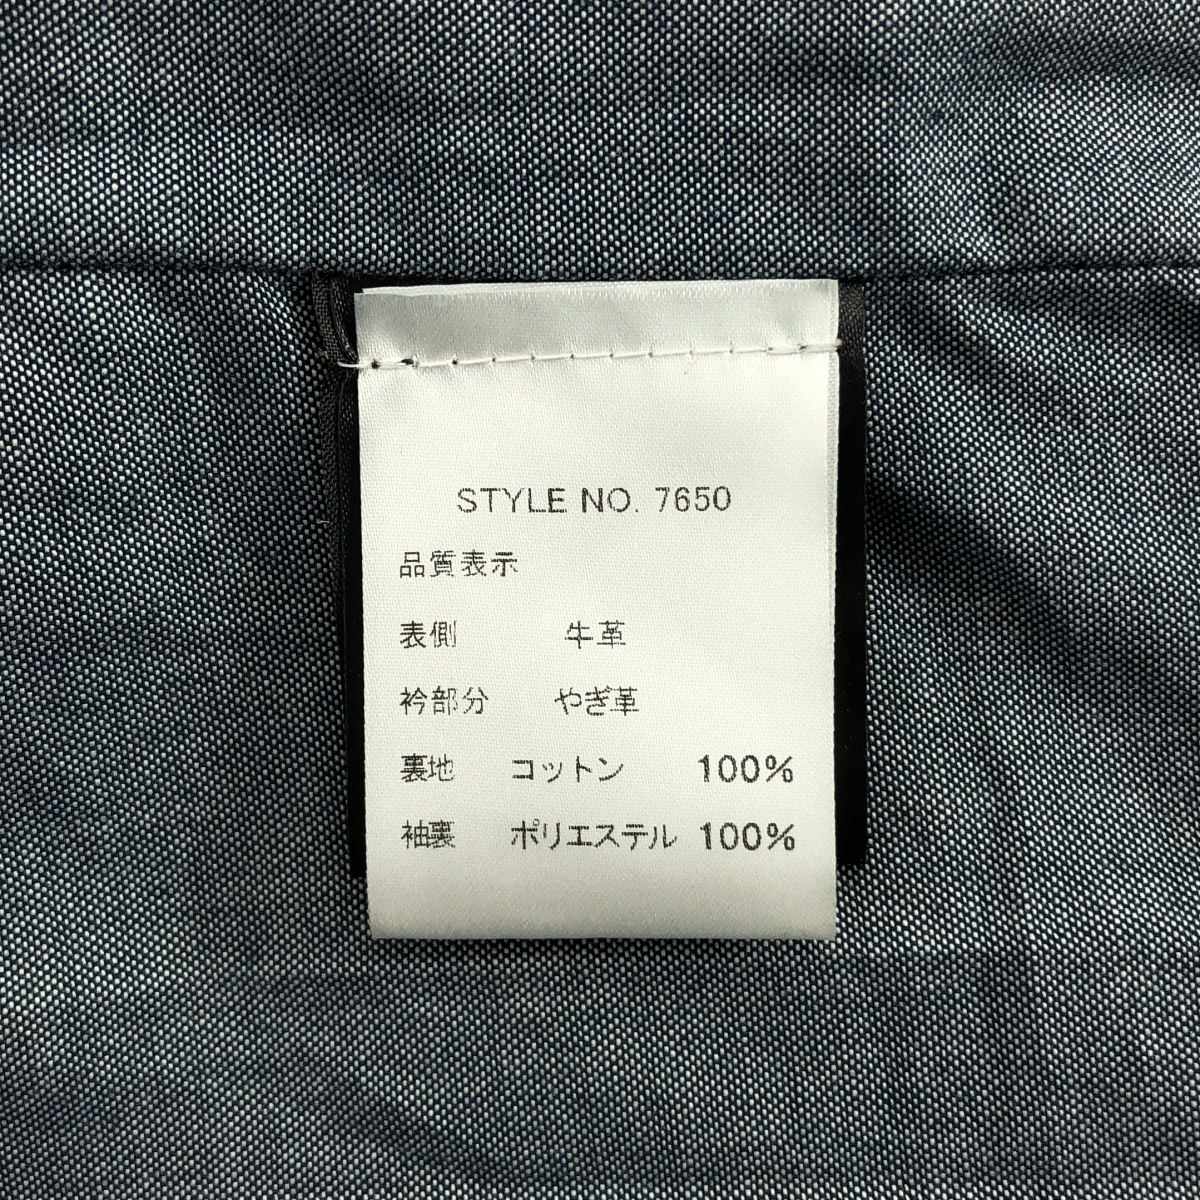 STYLE NO. 7650
品質表示
表側 牛革
衿部分 やぎ革
裏地 コットン 100%
袖裏 ポリエステル 100%